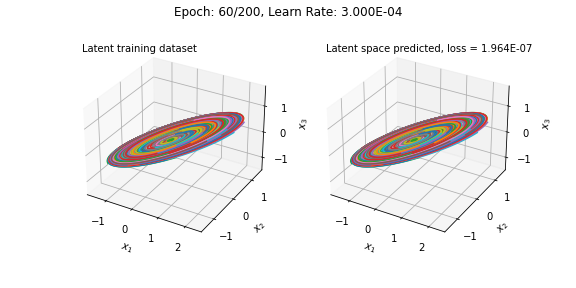 Epoch: 60/200, Learn Rate: 3.000E-04
Latent training dataset
1
0
−1
x₃
−1
0
1
2
x₁
−1
0
1
x₂
Latent space predicted, loss = 1.964E-07
1
0
−1
x₃
−1
0
1
2
x₁
−1
0
1
x₂